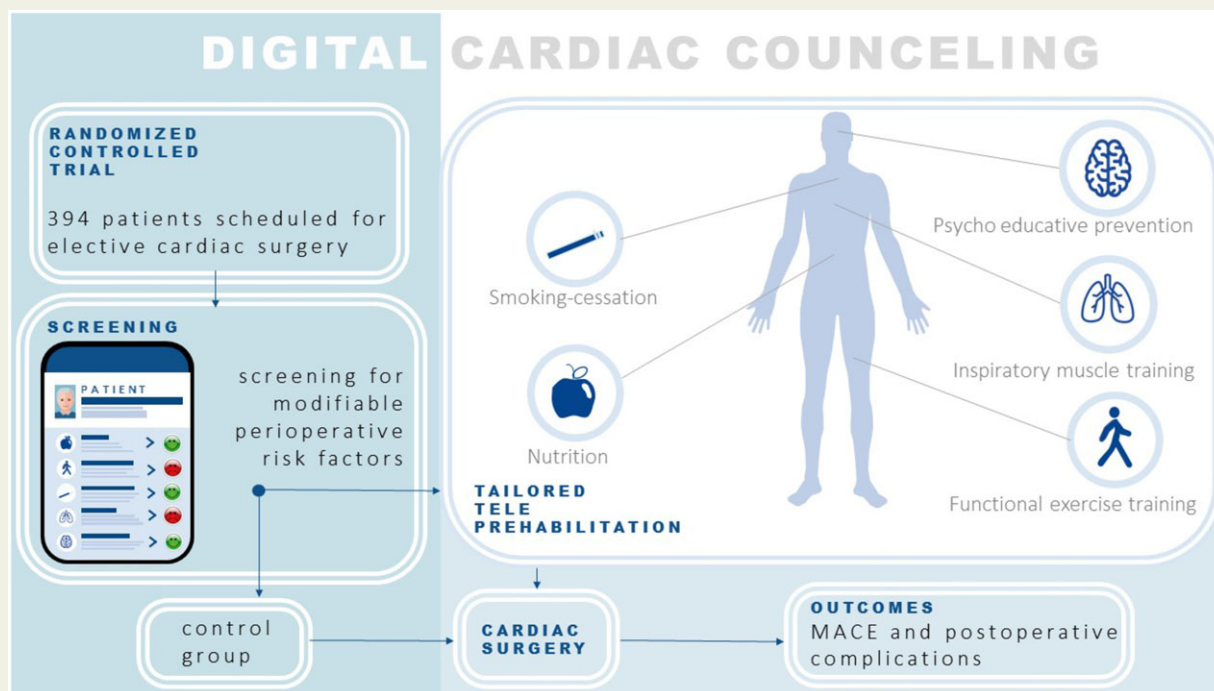 DIGITAL CARDIAC COUNCELING
RANDOMIZED
CONTROLLED
TRIAL
394 patients scheduled for
elective cardiac surgery
SCREENING
PATIENT
screening for
modifiable
perioperative
risk factors
control
group
Smoking-cessation
Nutrition
Psycho educative prevention
Inspiratory muscle training
Functional exercise training
TAILORED
TELE
PREHABILITATION
CARDIAC
SURGERY
OUTCOMES
MACE and postoperative
complications